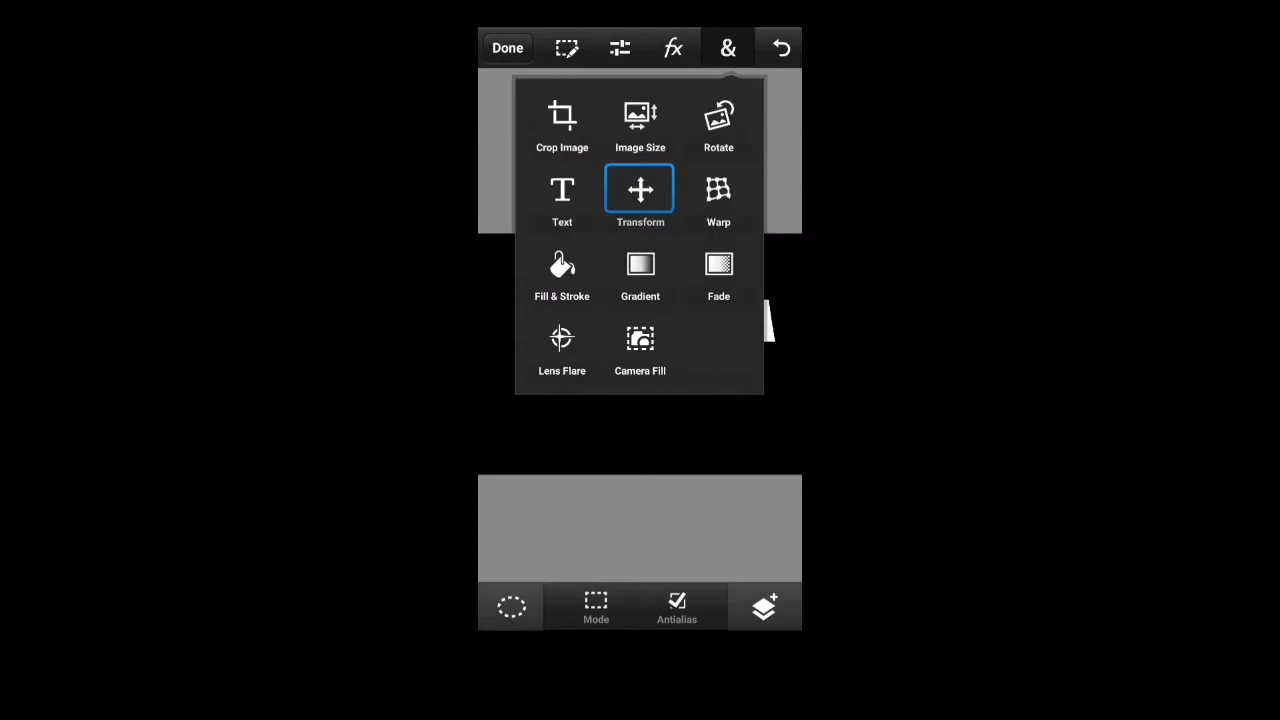 Done fx &
Crop Image Image Size Rotate
Text Transform Warp
Fill & Stroke Gradient Fade
Lens Flare Camera Fill
Mode Antialias